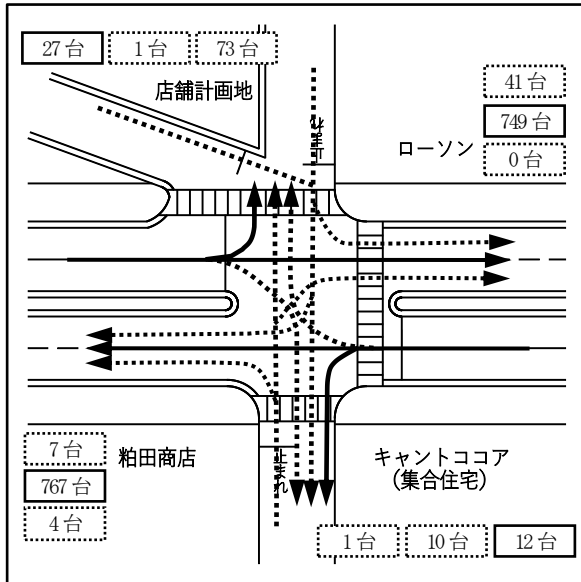 27台 1台 73台
店舗計画地
41台
749台
0台
止まれ
ローソン
7台
767台
4台
粕田商店
止まれ
キャントココア
(集合住宅)
1台 10台 12台